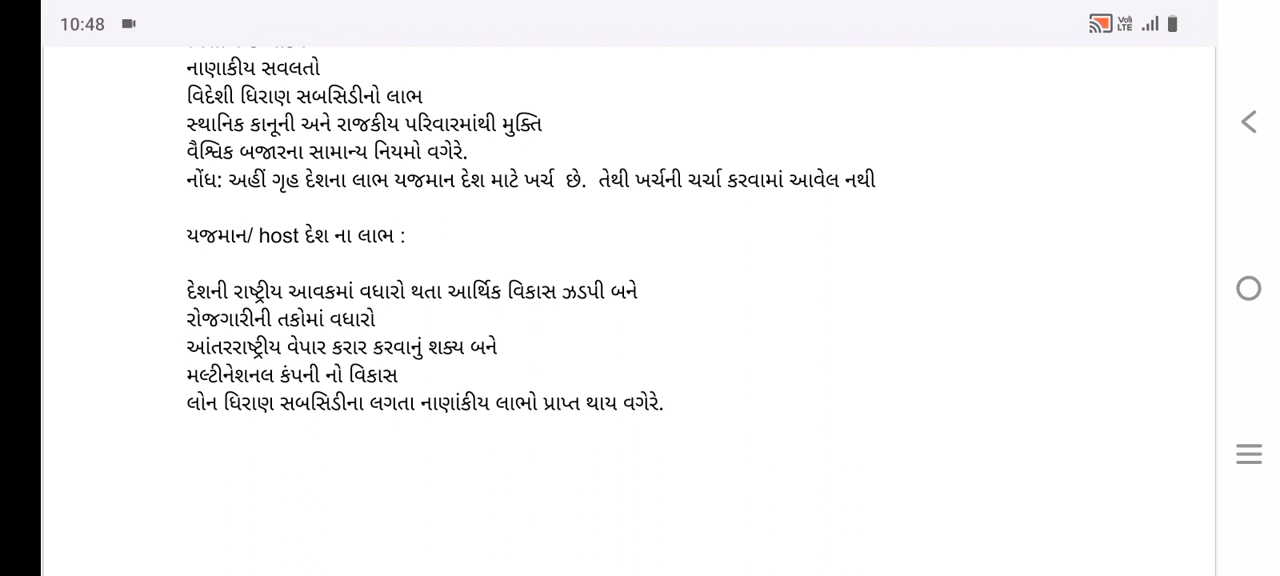 10:48
Vo) LTE
નાણાકીય સવલતો
વિદેશી ધિરાણ સબસિડીનો લાભ
સ્થાનિક કાનૂની અને રાજકીય પરિવારમાંથી મુક્તિ
વૈશ્વિક બજારના સામાન્ય નિયમો વગેરે.
નોંધ: અહીં ગૃહ દેશના લાભ યજમાન દેશ માટે ખર્ચ છે. તેથી ખર્ચની ચર્ચા કરવામાં આવેલ નથી
યજમાન/ host દેશ ના લાભ :
દેશની રાષ્ટ્રીય આવકમાં વધારો થતા આર્થિક વિકાસ ઝડપી બને
રોજગારીની તકોમાં વધારો
આંતરરાષ્ટ્રીય વેપાર કરાર કરવાનું શક્ય બને
મલ્ટીનેશનલ કંપની નો વિકાસ
લોન ધિરાણ સબસિડીના લગતા નાણાંકીય લાભો પ્રાપ્ત થાય વગેરે.